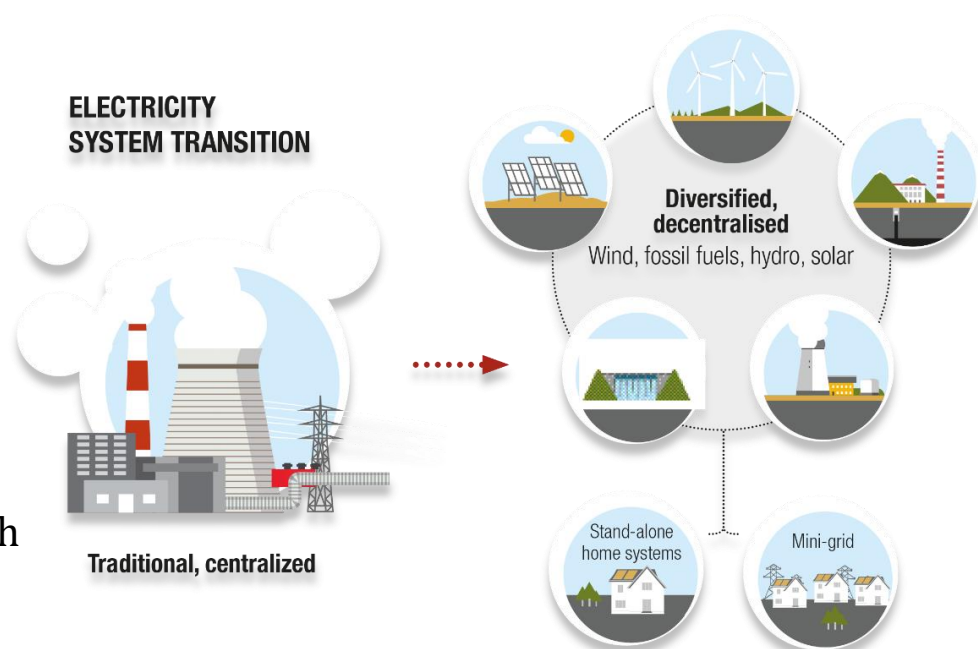 ELECTRICITY
SYSTEM TRANSITION
Diversified,
decentralised
Wind, fossil fuels, hydro, solar
h
Traditional, centralized
Stand-alone
home systems
Mini-grid